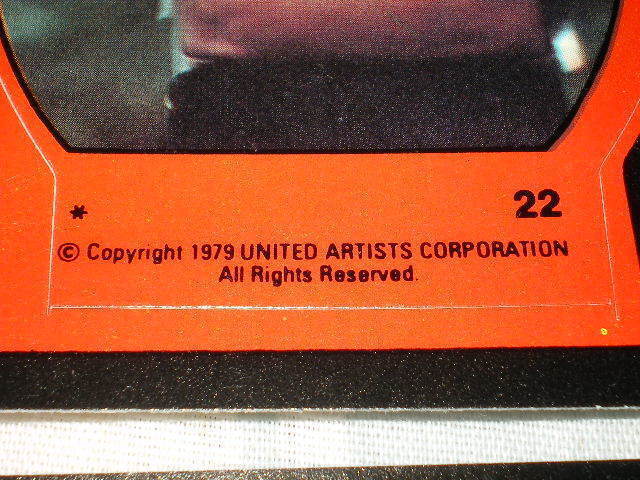 * 22
© Copyright 1979 UNITED ARTISTS CORPORATION
All Rights Reserved.